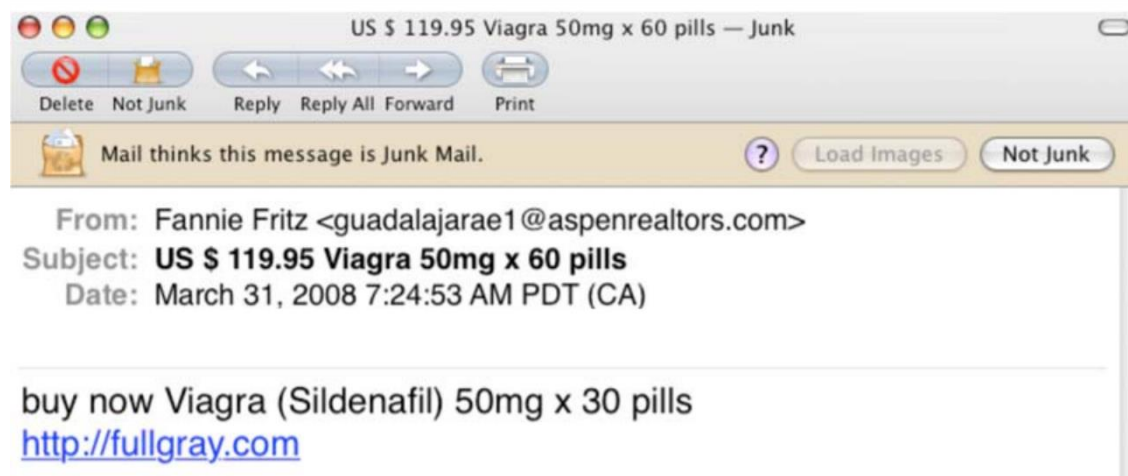 US $ 119.95 Viagra 50mg x 60 pills — Junk
Delete Not Junk Reply Reply All Forward Print
Mail thinks this message is Junk Mail. ? Load Images Not Junk
From: Fannie Fritz <guadalajarae1@aspenrealtors.com>
Subject: US $ 119.95 Viagra 50mg x 60 pills
Date: March 31, 2008 7:24:53 AM PDT (CA)
buy now Viagra (Sildenafil) 50mg x 30 pills
http://fullgray.com